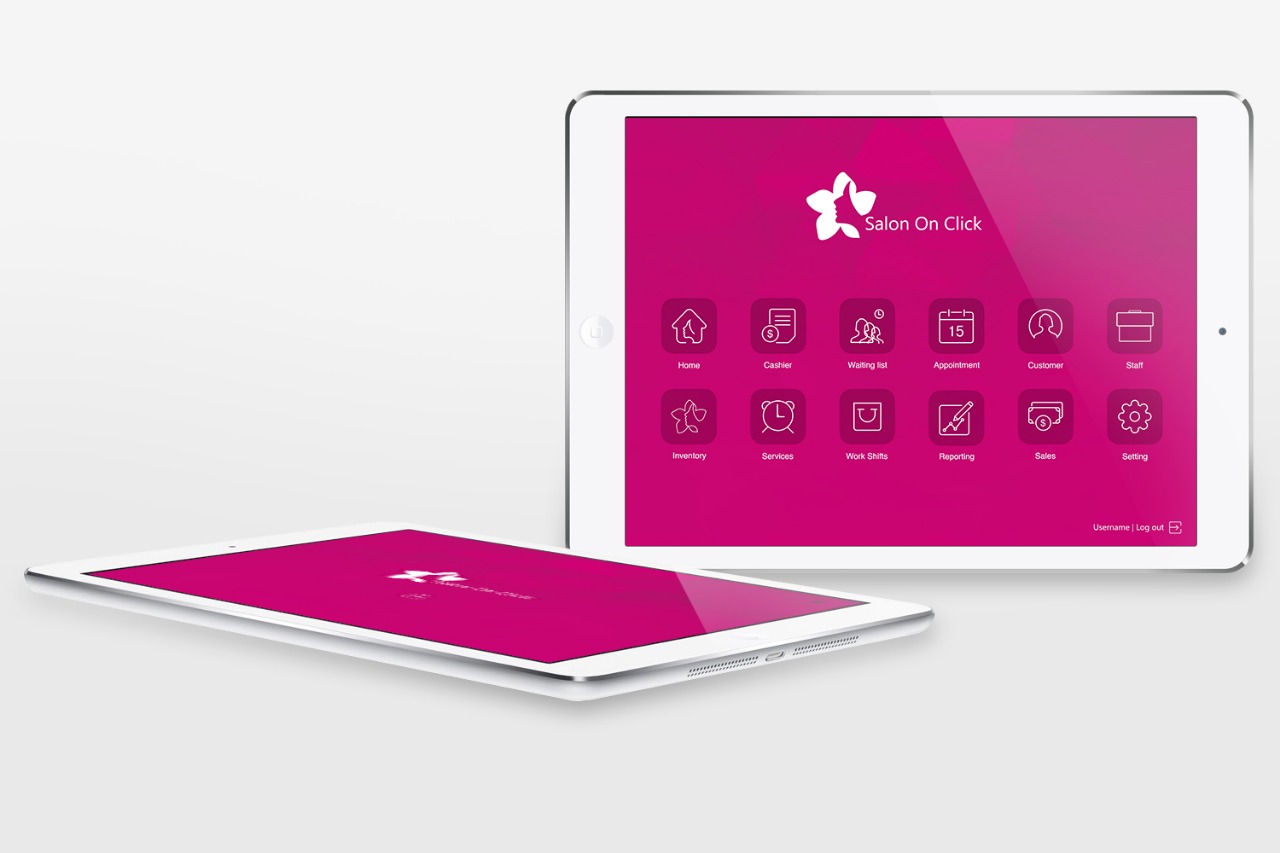 Salon On Click
15
Home Cashier Waiting list Appointment Customer Staff
Inventory Services Work Shifts Reporting Sales Setting
Username | Log out